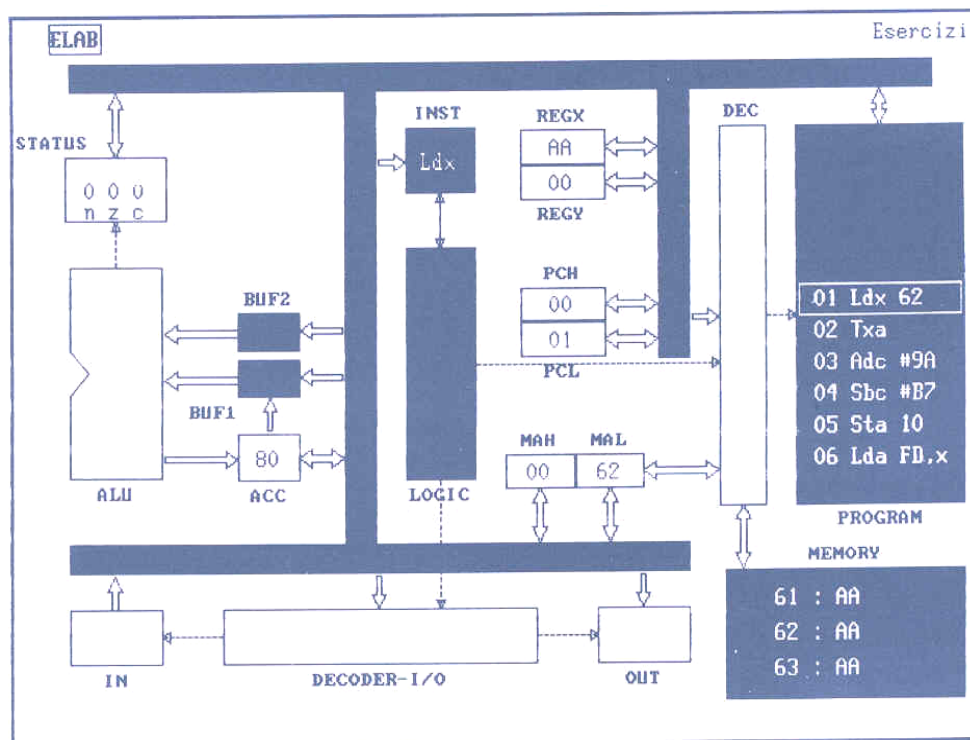 ELAB
Esercizi
INST
REGX
DEC
STATUS
Ldx
AA
00
0 0 0
n z c
REGY
PCH
00
01
PCL
BUF2
BUF1
80
ALU
ACC
LOGIC
MAH MAL
00 62
01 Ldx 62
02 Txa
03 Adc #9A
04 Sbc #B7
05 Sta 10
06 Lda FD,x
PROGRAM
MEMORY
61 : AA
62 : AA
63 : AA
IN
DECODER-I/O
OUT